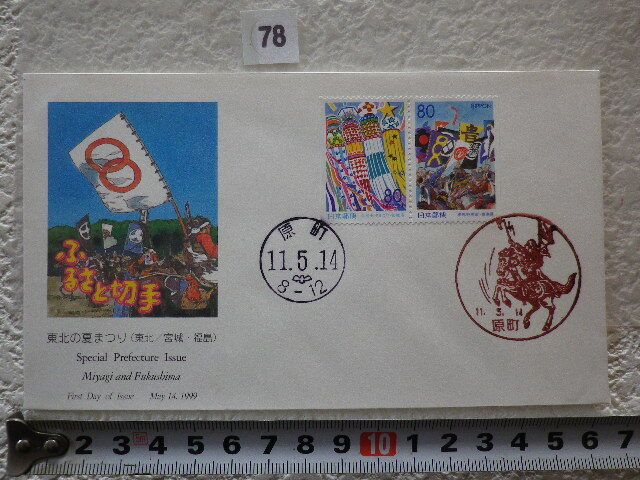 78
ふるさと切手
東北の夏まつり(東北/宮城・福島)
Special Prefecture Issue
Miyagi and Fukushima
First Day of Issue May 14, 1999
80
日本郵便
80
NIPPON
日本郵便
原町
11.5.14
8-12
11.5.14
原町
2 3 5m 4 5 6 7 8 9 10 1 2 3 4 5 6 7